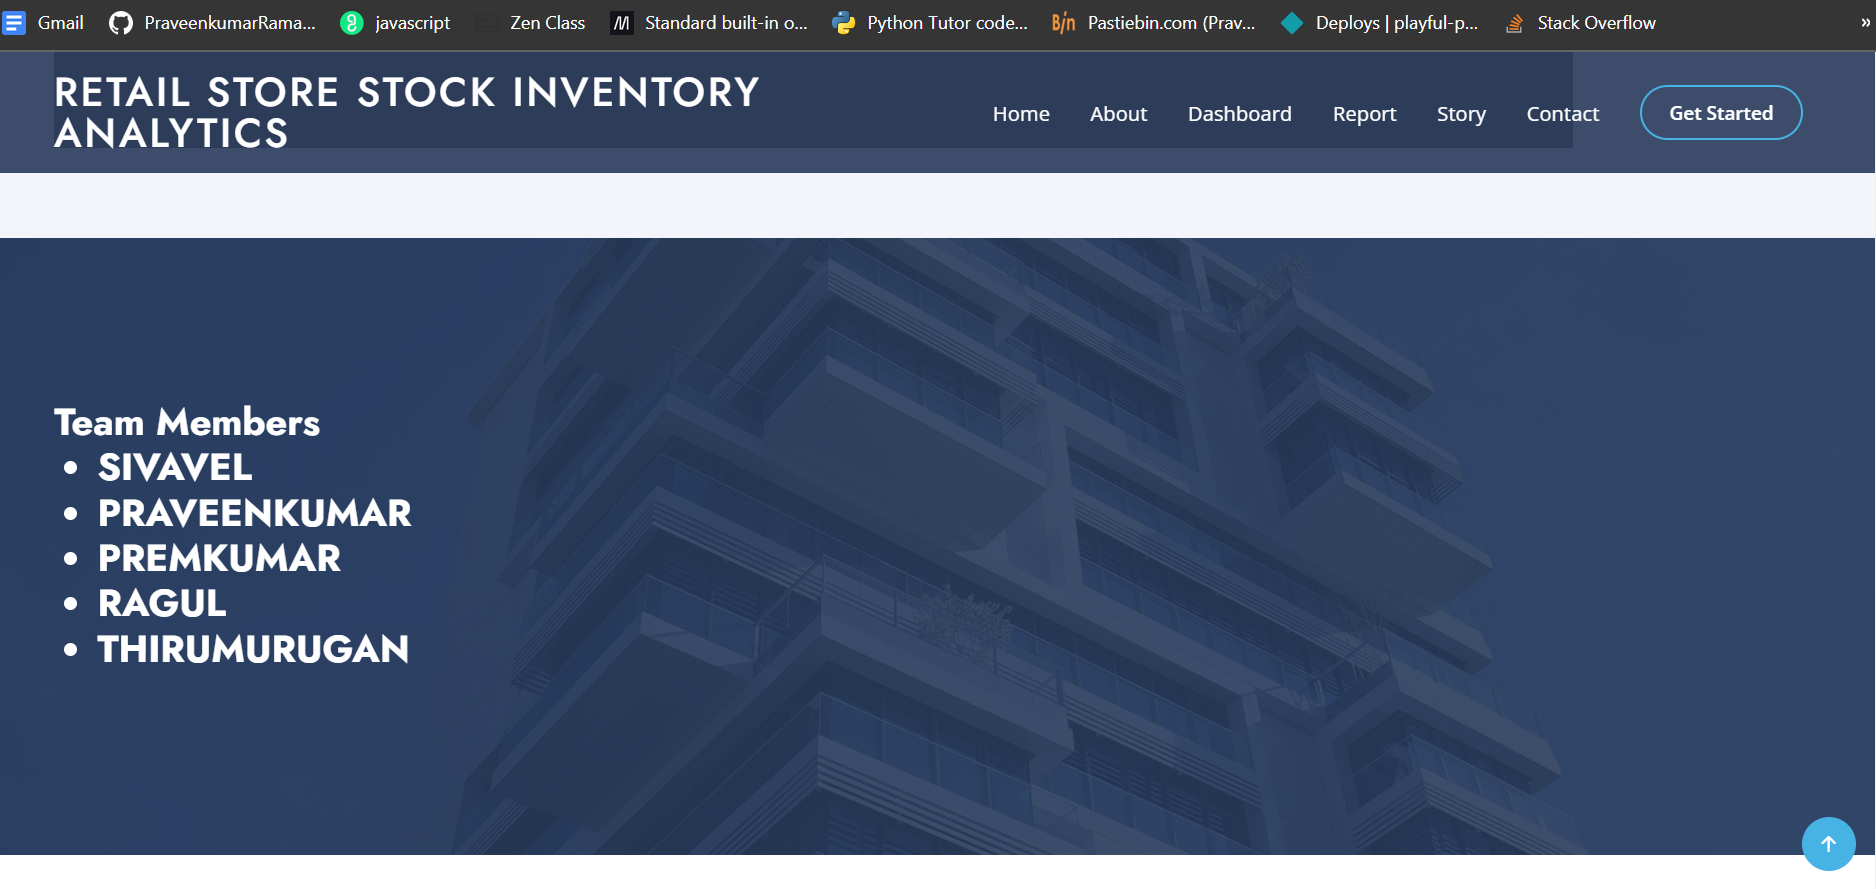 Gmail PraveenkumarRama... javascript Zen Class Standard built-in o... Python Tutor code... Pastiebin.com (Prav... Deploys | playful-p... Stack Overflow »
RETAIL STORE STOCK INVENTORY
ANALYTICS
Home About Dashboard Report Story Contact Get Started
Team Members
• SIVAVEL
• PRAVEENKUMAR
• PREMKUMAR
• RAGUL
• THIRUMURUGAN